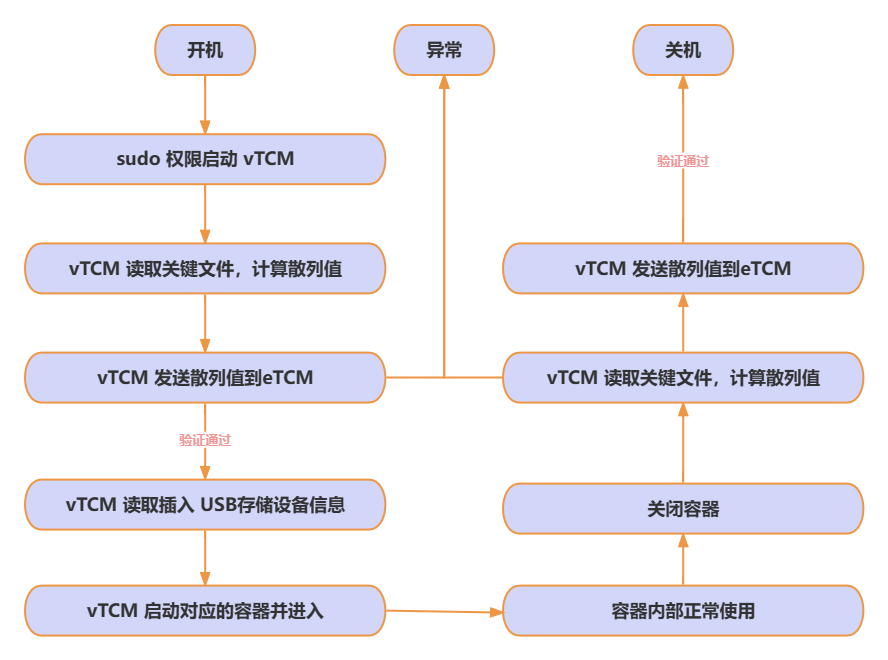 开机
异常
关机
sudo 权限启动 vTCM
验证通过
vTCM 读取关键文件，计算散列值
vTCM 发送散列值到eTCM
vTCM 发送散列值到eTCM
vTCM 读取关键文件，计算散列值
验证通过
vTCM 读取插入 USB存储设备信息
关闭容器
vTCM 启动对应的容器并进入
容器内部正常使用